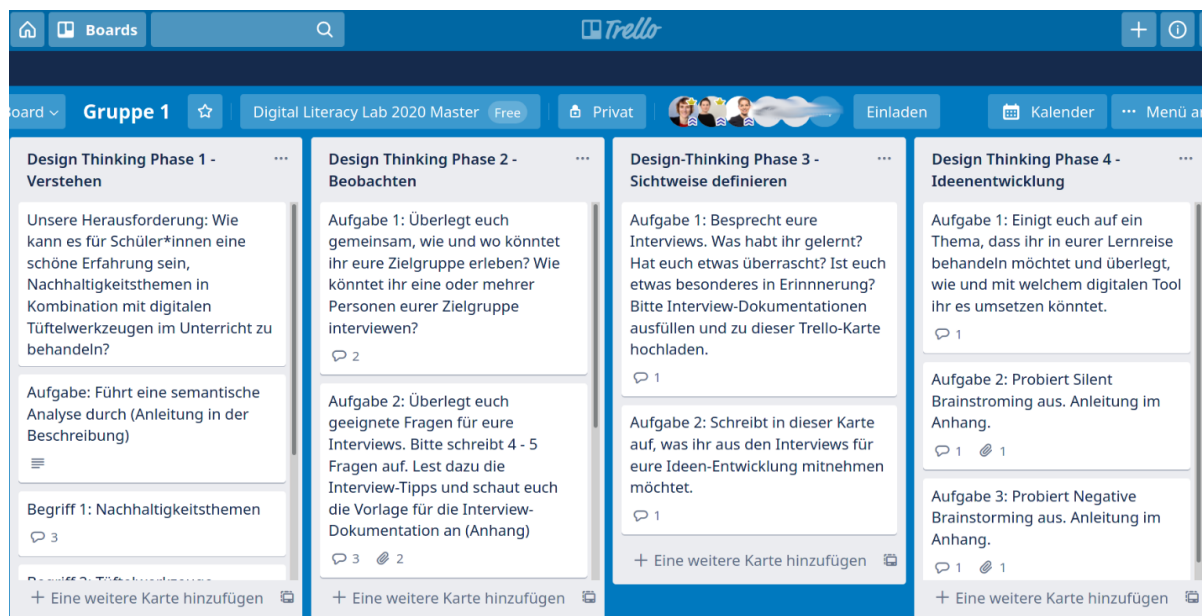 Boards
Trello
Board
Gruppe 1
Digital Literacy Lab 2020 Master Free
Privat
Einladen
Kalender
Menü
Design Thinking Phase 1 -
Verstehen
Unsere Herausforderung: Wie
kann es für Schüler*innen eine
schöne Erfahrung sein,
Nachhaltigkeitsthemen in
Kombination mit digitalen
Tüftelwerkzeugen im Unterricht zu
behandeln?
Aufgabe: Führt eine semantische
Analyse durch (Anleitung in der
Beschreibung)
Begriff 1: Nachhaltigkeitsthemen
3
+ Eine weitere Karte hinzufügen
Design Thinking Phase 2 -
Beobachten
Aufgabe 1: Überlegt euch
gemeinsam, wie und wo könntet
ihr eure Zielgruppe erleben? Wie
könntet ihr eine oder mehrer
Personen eurer Zielgruppe
interviewen?
2
Aufgabe 2: Überlegt euch
geeignete Fragen für eure
Interviews. Bitte schreibt 4 - 5
Fragen auf. Lest dazu die
Interview-Tipps und schaut euch
die Vorlage für die Interview-
Dokumentation an (Anhang)
3 2
+ Eine weitere Karte hinzufügen
Design-Thinking Phase 3 -
Sichtweise definieren
Aufgabe 1: Besprecht eure
Interviews. Was habt ihr gelernt?
Hat euch etwas überrascht? Ist euch
etwas besonderes in Erinnnerung?
Bitte Interview-Dokumentationen
ausfüllen und zu dieser Trello-Karte
hochladen.
1
Aufgabe 2: Schreibt in dieser Karte
auf, was ihr aus den Interviews für
eure Ideen-Entwicklung mitnehmen
möchtet.
1
+ Eine weitere Karte hinzufügen
Design Thinking Phase 4 -
Ideenentwicklung
Aufgabe 1: Einigt euch auf ein
Thema, dass ihr in eurer Lernreise
behandeln möchtet und überlegt,
wie und mit welchem digitalen Tool
ihr es umsetzen könntet.
1
Aufgabe 2: Probiert Silent
Brainstroming aus. Anleitung im
Anhang.
1 1
Aufgabe 3: Probiert Negative
Brainstorming aus. Anleitung im
Anhang.
1 1
+ Eine weitere Karte hinzufügen